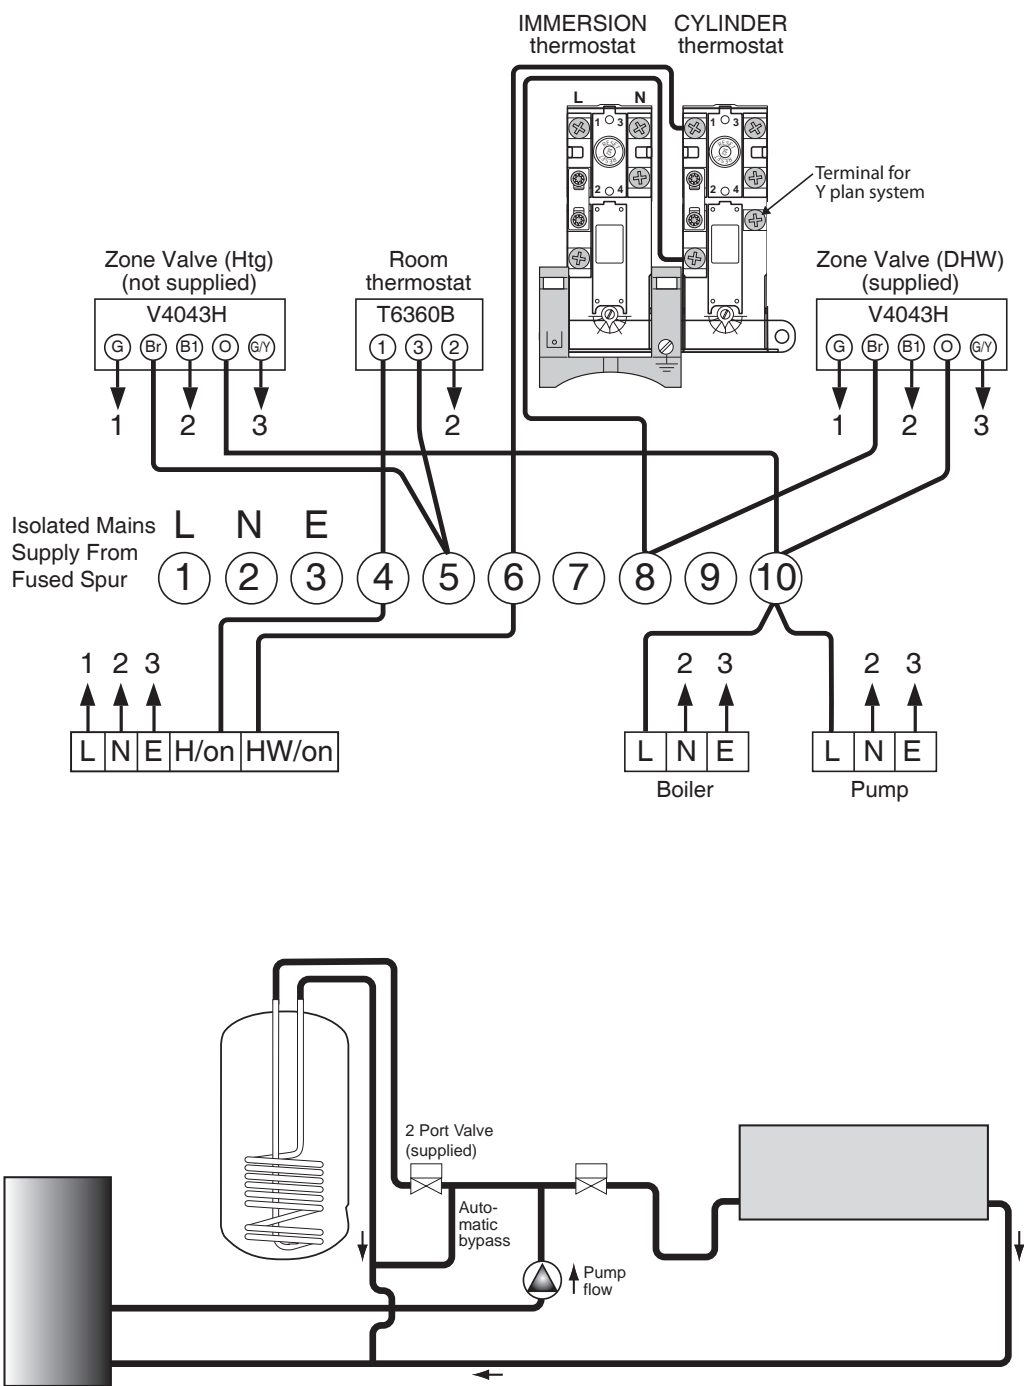 IMMERSION
thermostat
CYLINDER
thermostat
L N
1 3
2 4
1 3
2 4
Terminal for
Y plan system
Zone Valve (Htg)
(not supplied)
V4043H
G Br B1 O G/Y
1 2 3
Room
thermostat
T6360B
1 3 2
2
Zone Valve (DHW)
(supplied)
V4043H
G Br B1 O G/Y
1 2 3
Isolated Mains
Supply From
Fused Spur
L N E
1 2 3 4 5 6 7 8 9 10
1 2 3
L N E H/on HW/on
2 3
L N E
Boiler
2 3
L N E
Pump
2 Port Valve
(supplied)
Auto-
matic
bypass
Pump
flow